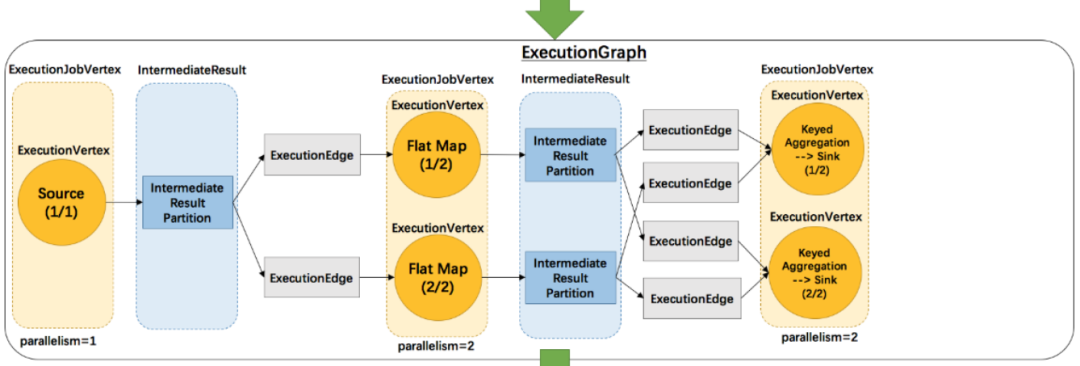 ExecutionGraph
ExecutionJobVertex
IntermediateResult
ExecutionVertex
Source
(1/1)
parallelism=1
Intermediate
Result
Partition
ExecutionEdge
ExecutionEdge
ExecutionJobVertex
ExecutionVertex
Flat Map
(1/2)
ExecutionVertex
Flat Map
(2/2)
parallelism=2
IntermediateResult
Intermediate
Result
Partition
Intermediate
Result
Partition
ExecutionEdge
ExecutionEdge
ExecutionEdge
ExecutionEdge
ExecutionJobVertex
ExecutionVertex
Keyed
Aggregation
--> Sink
(1/2)
ExecutionVertex
Keyed
Aggregation
--> Sink
(2/2)
parallelism=2